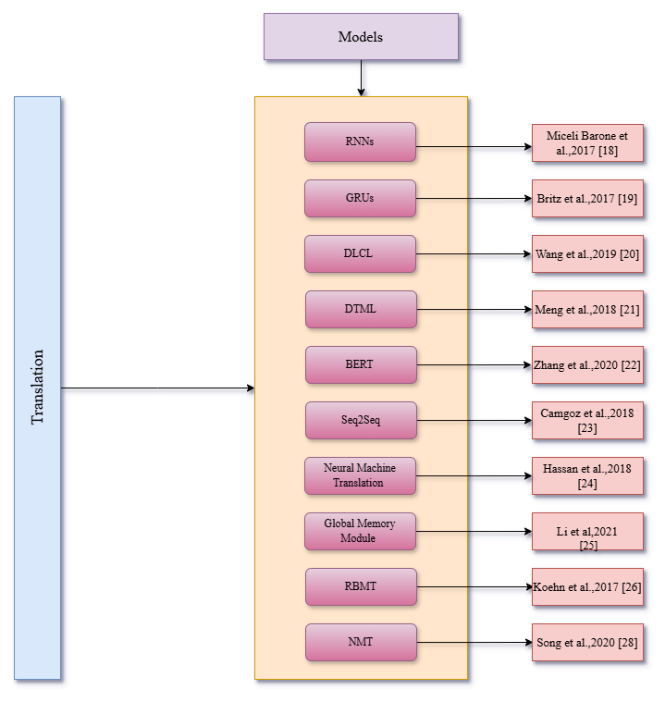 Models
Translation
RNNs
Miceli Barone et
al.,2017 [18]
GRUs
Britz et al.,2017 [19]
DLCL
Wang et al.,2019 [20]
DTML
Meng et al.,2018 [21]
BERT
Zhang et al.,2020 [22]
Seq2Seq
Camgoz et al.,2018
[23]
Neural Machine
Translation
Hassan et al.,2018
[24]
Global Memory
Module
Li et al,2021
[25]
RBMT
Koehn et al.,2017 [26]
NMT
Song et al.,2020 [28]